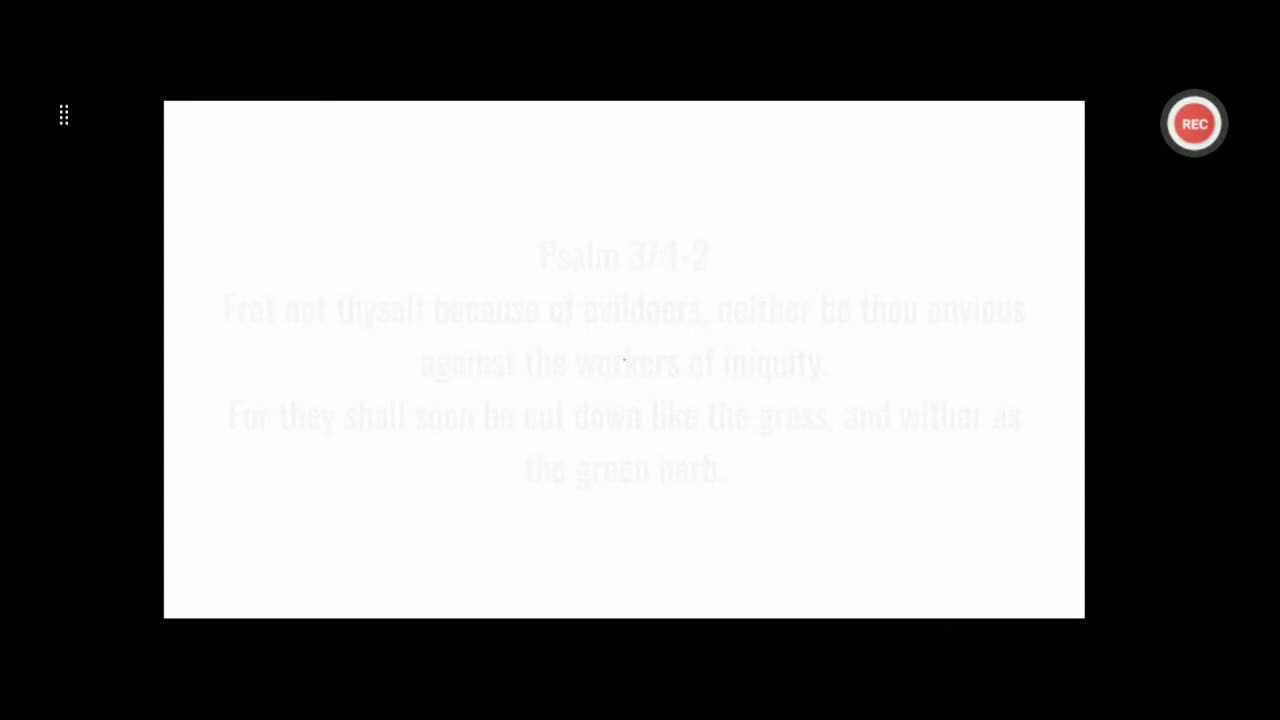 REC
Psalm 37:1-2
Fret not thyself because of evildoers, neither be thou envious
against the workers of iniquity.
For they shall soon be cut down like the grass, and wither as
the green herb.